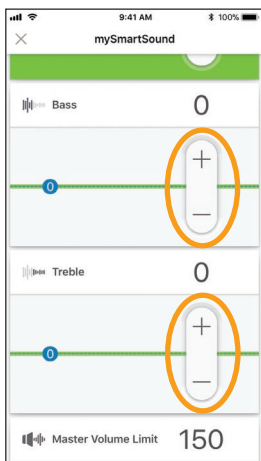 9:41 AM 100%
mySmartSound
Bass 0
+
0
–
Treble 0
+
0
–
Master Volume Limit 150